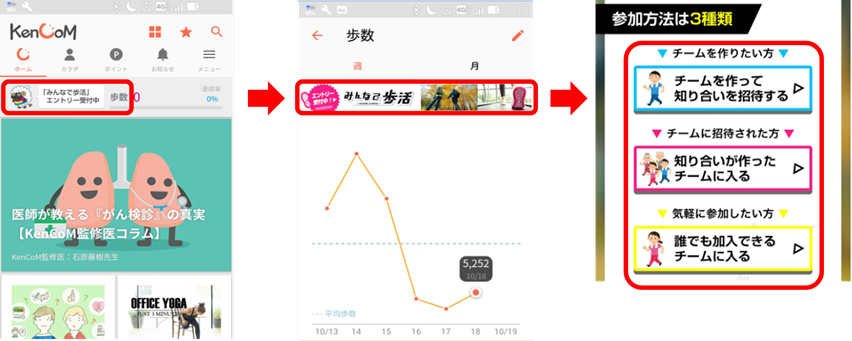 4G
KenCoM
P
ホーム
カラダ
ポイント
お知らせ
メニュー
「みんなで歩活」
エントリー受付中
歩数 0
達成率
0%
医師が教える『がん検診』の真実
【KenCoM監修医コラム】
KenCoM監修医：石原藤樹先生
OFFICE YOGA
JUST 3 MINUTES
4G
歩数
週
月
エントリー
受付中！
みんなで歩活
5,252
10/18
平均歩数
10/13 14 15 16 17 18 10/19
参加方法は3種類
▼ チームを作りたい方 ▼
チームを作って
知り合いを招待する
▼ チームに招待された方 ▼
知り合いが作った
チームに入る
▼ 気軽に参加したい方 ▼
誰でも加入できる
チームに入る